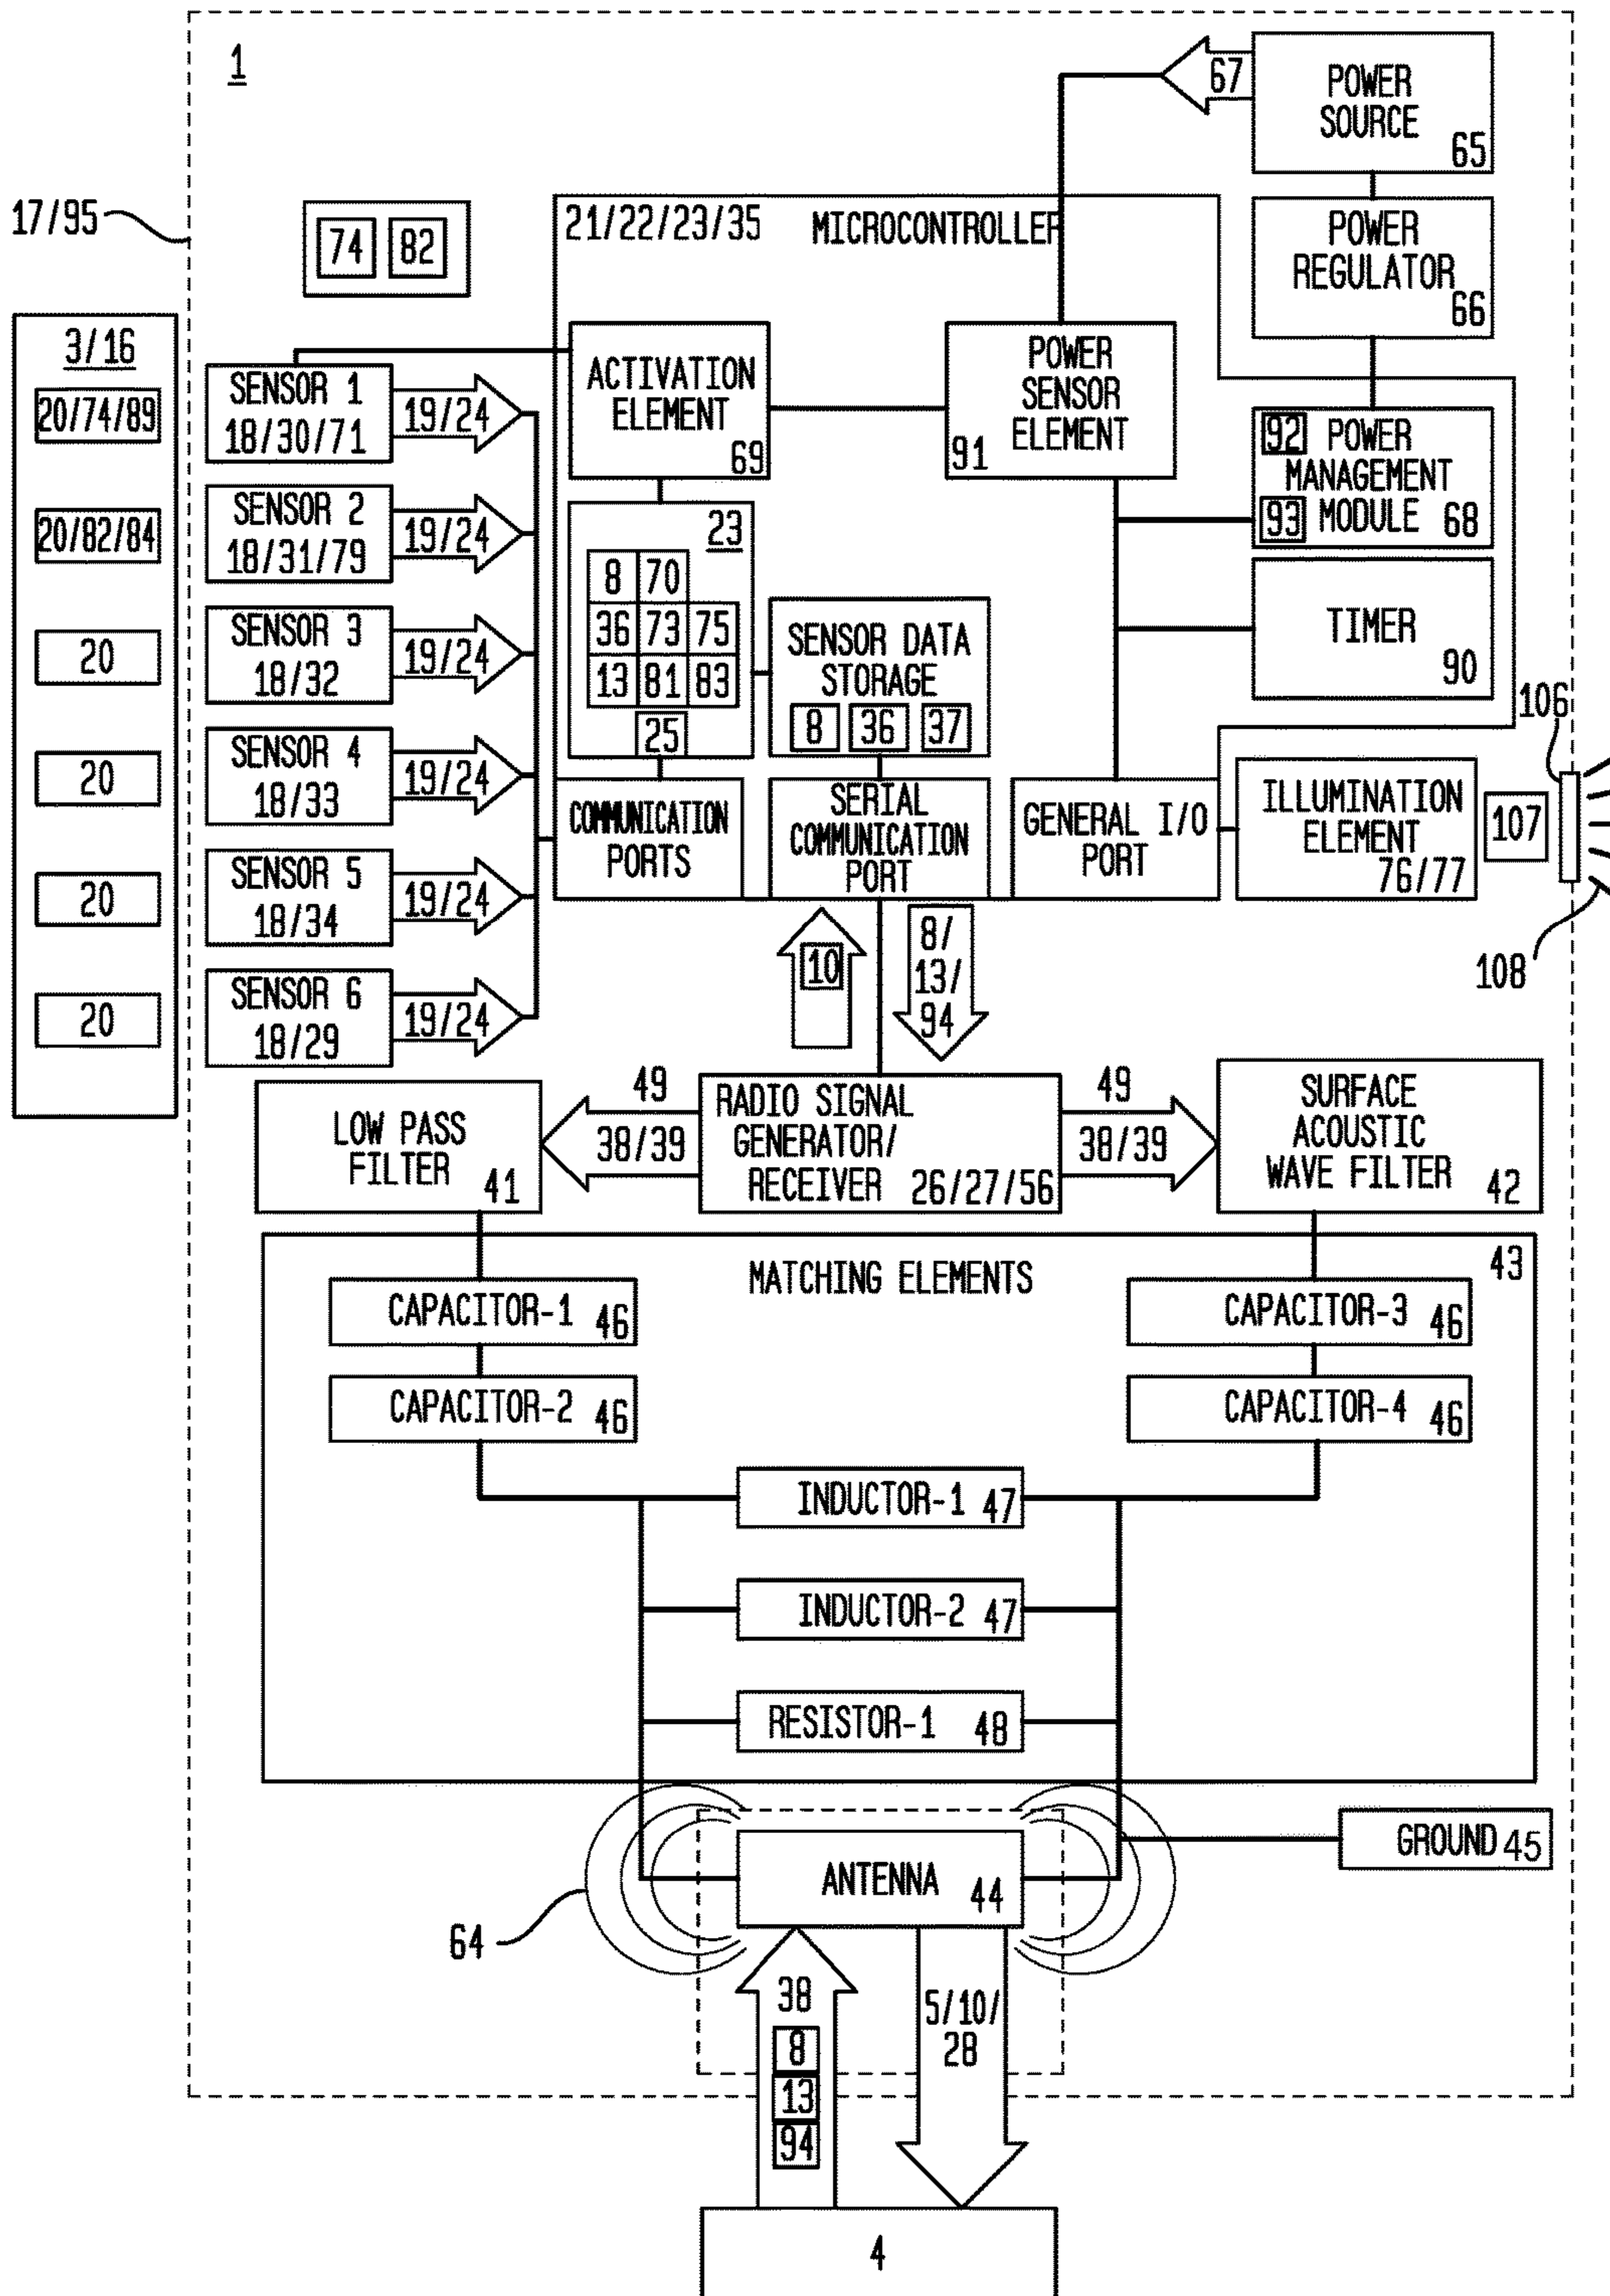 1
67
POWER
SOURCE
65
17/95
74 82
21/22/23/35 MICROCONTROLLER
POWER
REGULATOR
66
3/16
20/74/89
20/82/84
20
20
20
20
SENSOR 1
18/30/71
19/24
SENSOR 2
18/31/79
19/24
SENSOR 3
18/32
19/24
SENSOR 4
18/33
19/24
SENSOR 5
18/34
19/24
SENSOR 6
18/29
19/24
ACTIVATION
ELEMENT
69
POWER
SENSOR
ELEMENT
91
92 POWER
MANAGEMENT
93 MODULE 68
23
8 70
36 73 75
13 81 83
25
SENSOR DATA
STORAGE
8 36 37
TIMER
90
COMMUNICATION
PORTS
SERIAL
COMMUNICATION
PORT
GENERAL I/O
PORT
ILLUMINATION
ELEMENT
76/77
107
106
108
10
8/
13/
94
LOW PASS
FILTER
41
49
38/39
RADIO SIGNAL
GENERATOR/
RECEIVER
26/27/56
49
38/39
SURFACE
ACOUSTIC
WAVE FILTER
42
MATCHING ELEMENTS
43
CAPACITOR-1 46
CAPACITOR-3 46
CAPACITOR-2 46
CAPACITOR-4 46
INDUCTOR-1 47
INDUCTOR-2 47
RESISTOR-1 48
GROUND 45
ANTENNA 44
64
38
8
13
94
5/10/
28
4